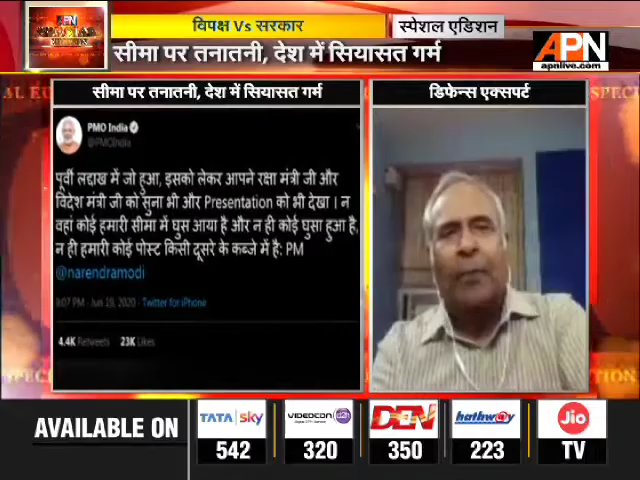 APN
विपक्ष Vs सरकार
स्पेशल एडिशन
सीमा पर तनातनी, देश में सियासत गर्म
APN
apnlive.com
सीमा पर तनातनी, देश में सियासत गर्म
डिफेन्स एक्सपर्ट
PMO India
@PMOIndia
पूर्वी लद्दाख में जो हुआ, इसको लेकर आपने रक्षा मंत्री जी और
विदेश मंत्री जी को सुना भी और Presentation को भी देखा। न
वहां कोई हमारी सीमा में घुस आया है और न ही कोई घुसा हुआ है,
न ही हमारी कोई पोस्ट किसी दूसरे के कब्जे में है: PM
@narendramodi
9:07 PM · Jun 19, 2020 · Twitter for iPhone
4.4K Retweets 23K Likes
AVAILABLE ON
TATA sky
542
VIDEOCON d2h
320
DEN
350
hathway
223
Jio
TV